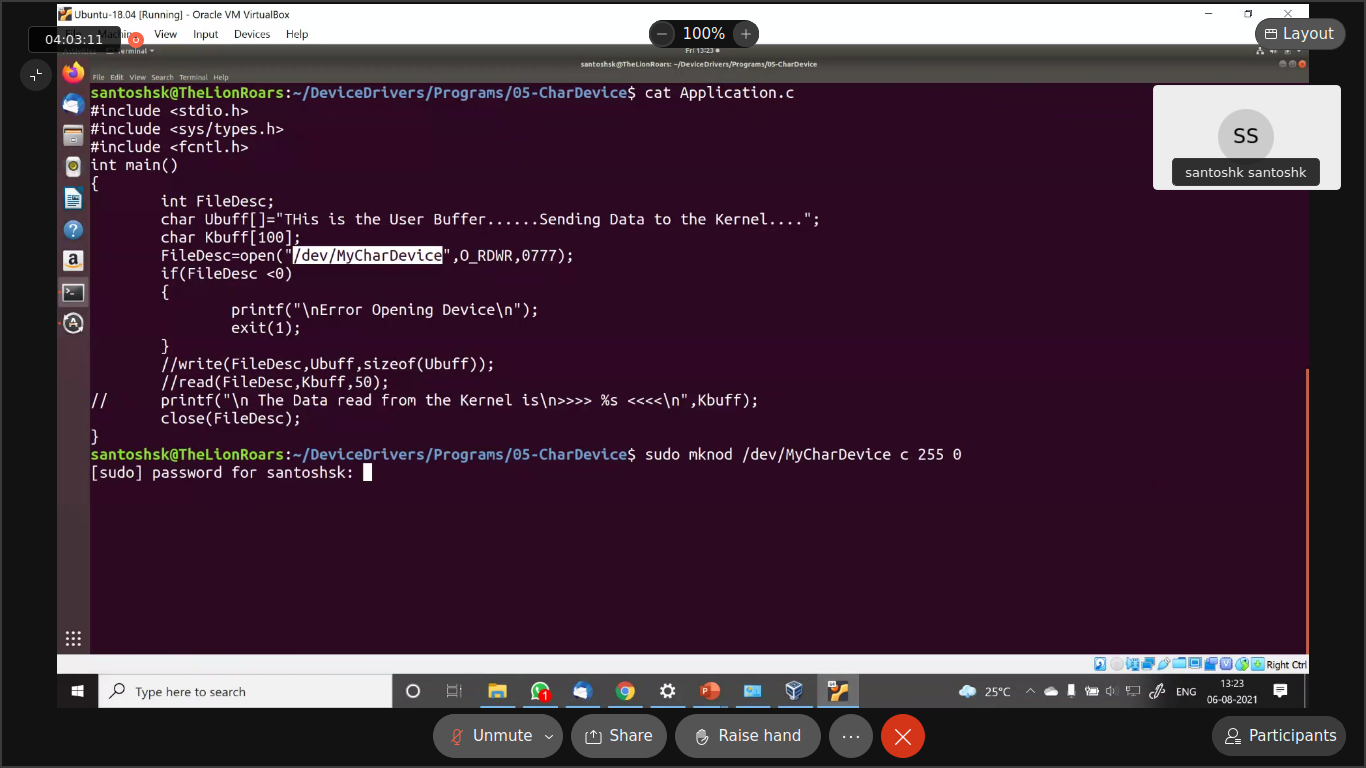 Ubuntu-18.04 [Running] - Oracle VM VirtualBox
04:03:11
View Input Devices Help
100%
Layout
Terminal
Fri 13:23
santoshsk@TheLionRoars: ~/DeviceDrivers/Programs/05-CharDevice
File Edit View Search Terminal Help
santoshsk@TheLionRoars:~/DeviceDrivers/Programs/05-CharDevice$ cat Application.c
#include <stdio.h>
#include <sys/types.h>
#include <fcntl.h>
int main()
{
int FileDesc;
char Ubuff[]="THis is the User Buffer......Sending Data to the Kernel....";
char Kbuff[100];
FileDesc=open("/dev/MyCharDevice",O_RDWR,0777);
if(FileDesc <0)
{
printf("\nError Opening Device\n");
exit(1);
}
//write(FileDesc,Ubuff,sizeof(Ubuff));
//read(FileDesc,Kbuff,50);
// printf("\n The Data read from the Kernel is\n>>>> %s <<<<\n",Kbuff);
close(FileDesc);
}
santoshsk@TheLionRoars:~/DeviceDrivers/Programs/05-CharDevice$ sudo mknod /dev/MyCharDevice c 255 0
[sudo] password for santoshsk:
SS
santoshk santoshk
Right Ctrl
Type here to search
1
25°C
ENG
13:23
06-08-2021
Unmute
Share
Raise hand
Participants